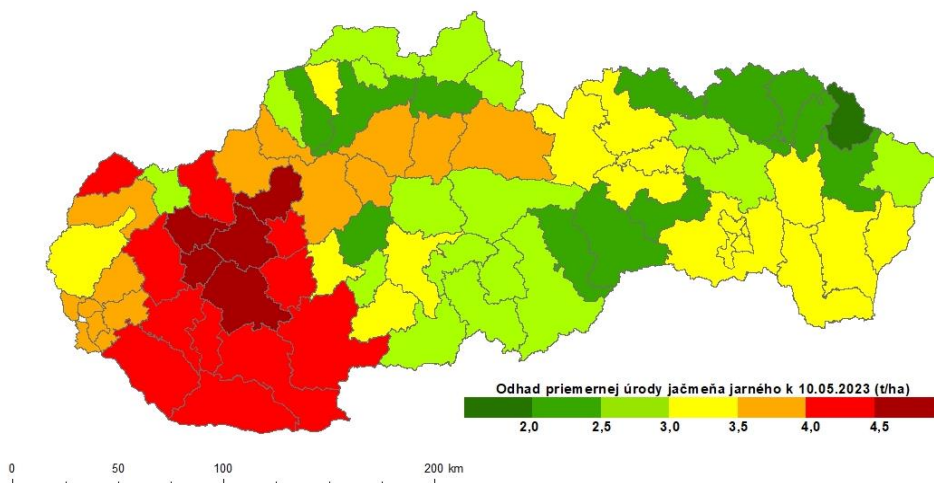 Odhad priemernej úrody jačmeňa jarného k 10.05.2023 (t/ha)
2,0 2,5 3,0 3,5 4,0 4,5
0 50 100 200 km